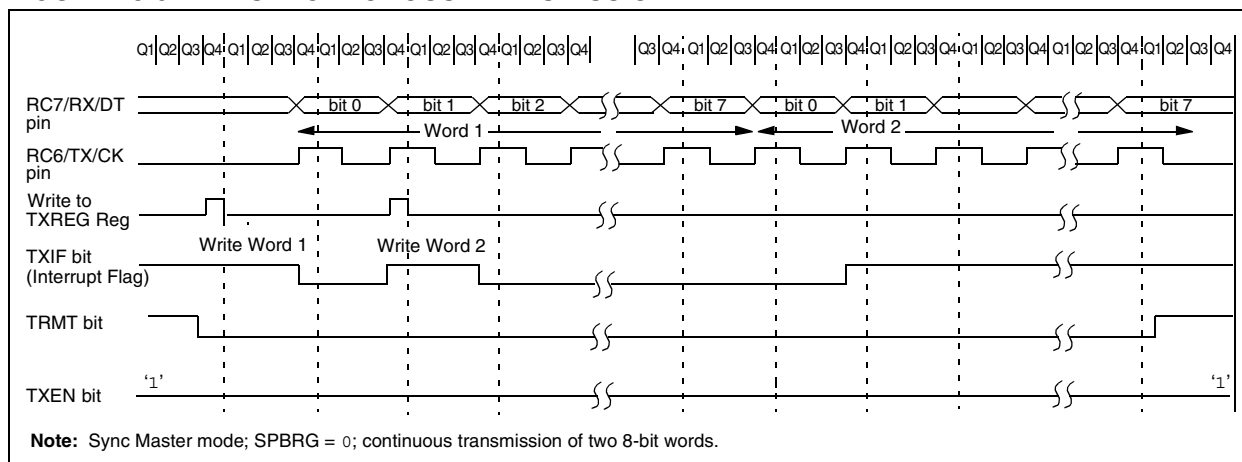 Q1 Q2 Q3 Q4 Q1 Q2 Q3 Q4 Q1 Q2 Q3 Q4 Q1 Q2 Q3 Q4 Q1 Q2 Q3 Q4 Q3 Q4 Q1 Q2 Q3 Q4 Q1 Q2 Q3 Q4 Q1 Q2 Q3 Q4 Q1 Q2 Q3 Q4 Q1 Q2 Q3 Q4 Q1 Q2 Q3 Q4
RC7/RX/DT
pin
bit 0 bit 1 bit 2 bit 7 bit 0 bit 1 bit 7
Word 1 Word 2
RC6/TX/CK
pin
Write to
TXREG Reg
Write Word 1 Write Word 2
TXIF bit
(Interrupt Flag)
TRMT bit
TXEN bit
‘1’ ‘1’
Note: Sync Master mode; SPBRG = 0; continuous transmission of two 8-bit words.